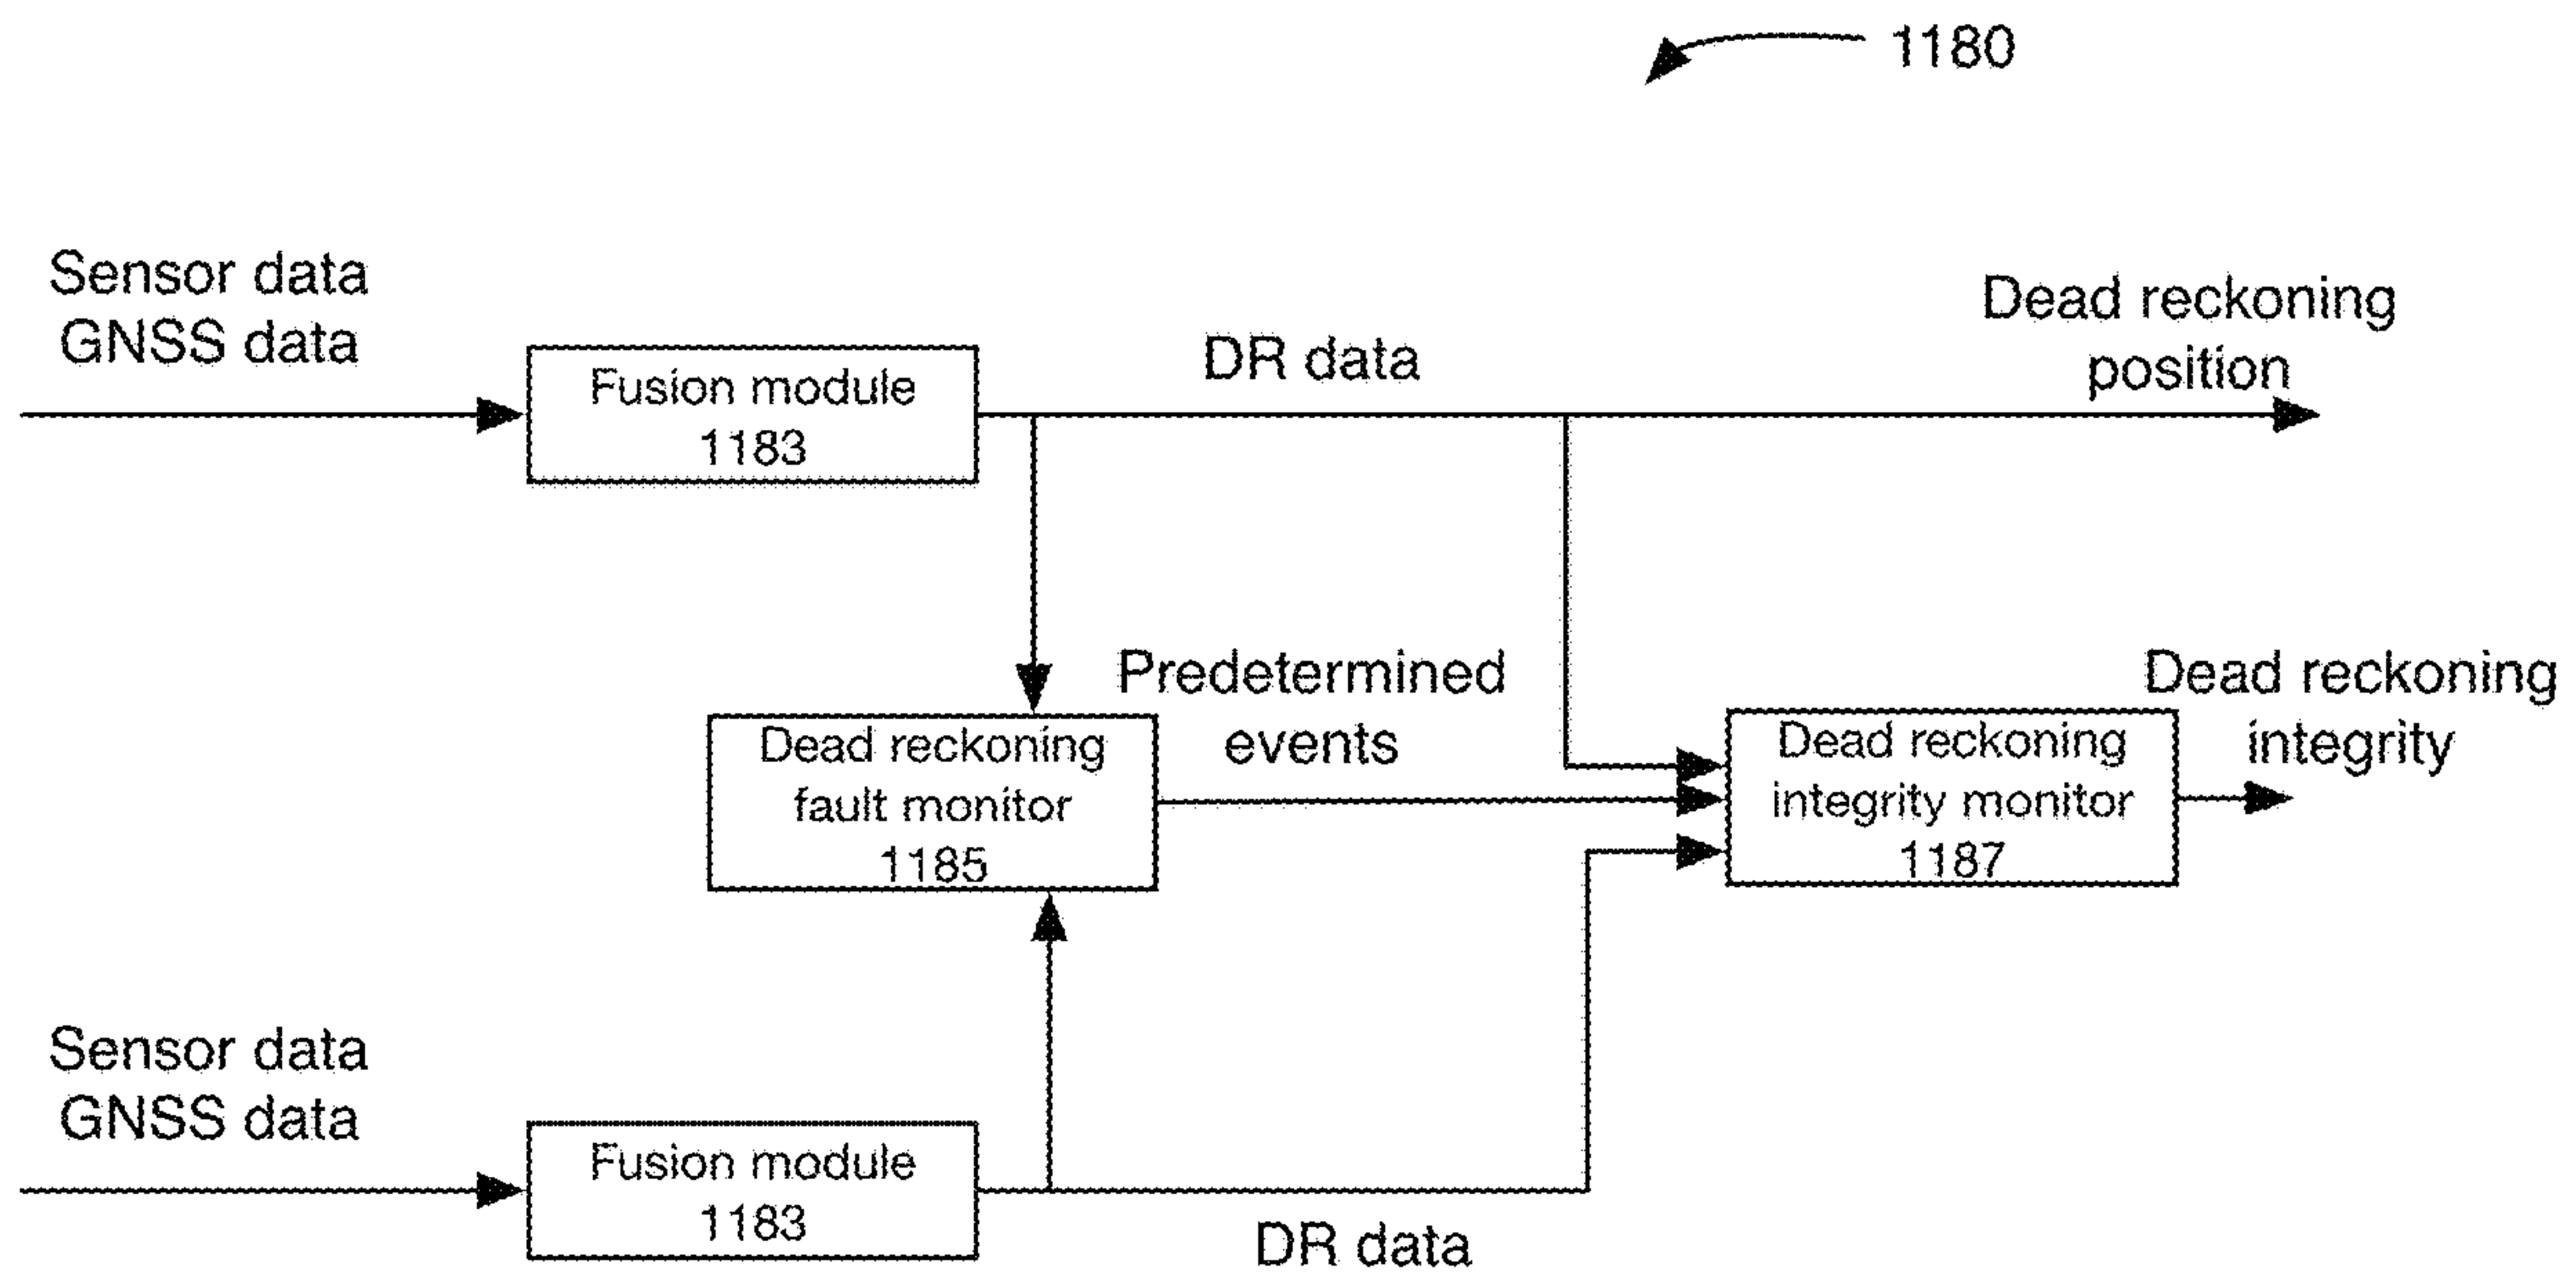 1180
Sensor data
GNSS data
Fusion module
1183
DR data
Dead reckoning
position
Dead reckoning
fault monitor
1185
Predetermined
events
Dead reckoning
integrity monitor
1187
Dead reckoning
integrity
Sensor data
GNSS data
Fusion module
1183
DR data